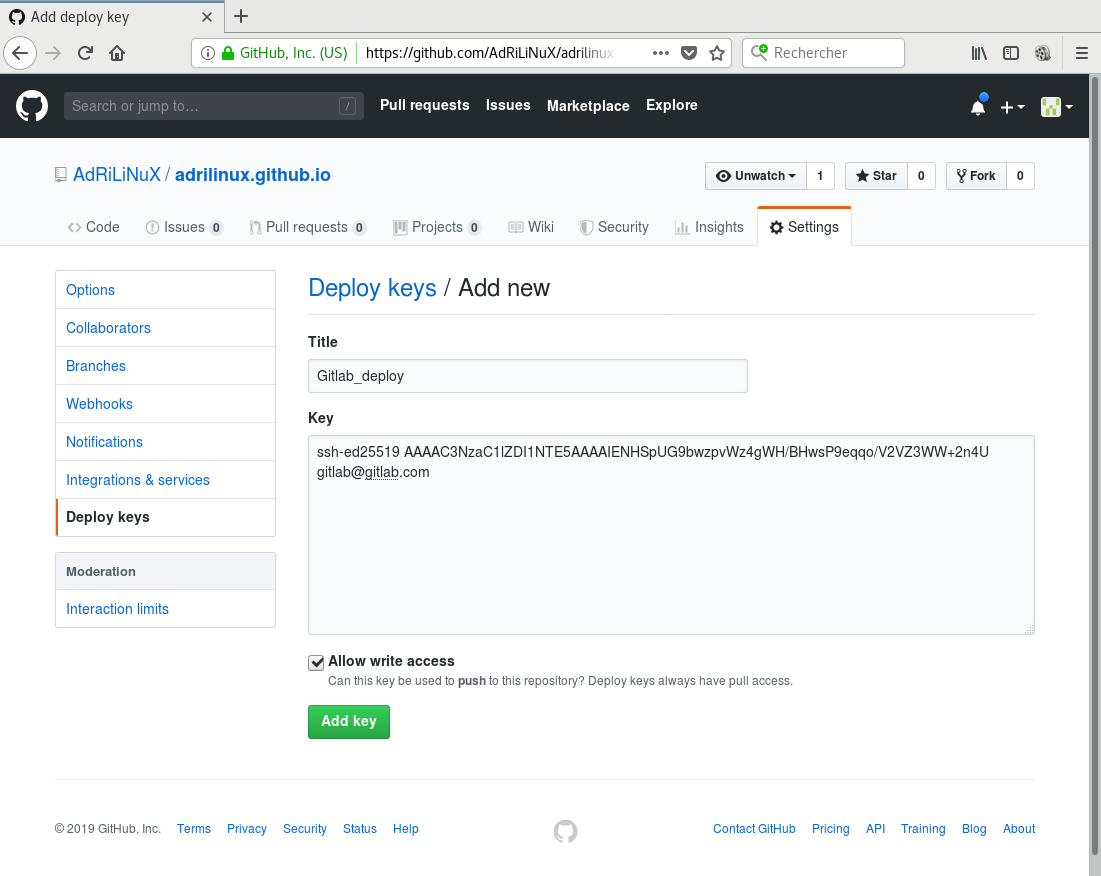 Add deploy key
GitHub, Inc. (US) https://github.com/AdRiLiNuX/adrilinux
Rechercher
Search or jump to… /
Pull requests Issues Marketplace Explore
AdRiLiNuX / adrilinux.github.io
Unwatch 1 Star 0 Fork 0
Code Issues 0 Pull requests 0 Projects 0 Wiki Security Insights Settings
Options
Collaborators
Branches
Webhooks
Notifications
Integrations & services
Deploy keys
Moderation
Interaction limits
Deploy keys / Add new
Title
Gitlab_deploy
Key
ssh-ed25519 AAAAC3NzaC1lZDI1NTE5AAAAIENHSpUG9bwzpvWz4gWH/BHwsP9eqqo/V2VZ3WW+2n4U
gitlab@gitlab.com
Allow write access
Can this key be used to push to this repository? Deploy keys always have pull access.
Add key
© 2019 GitHub, Inc. Terms Privacy Security Status Help
Contact GitHub Pricing API Training Blog About